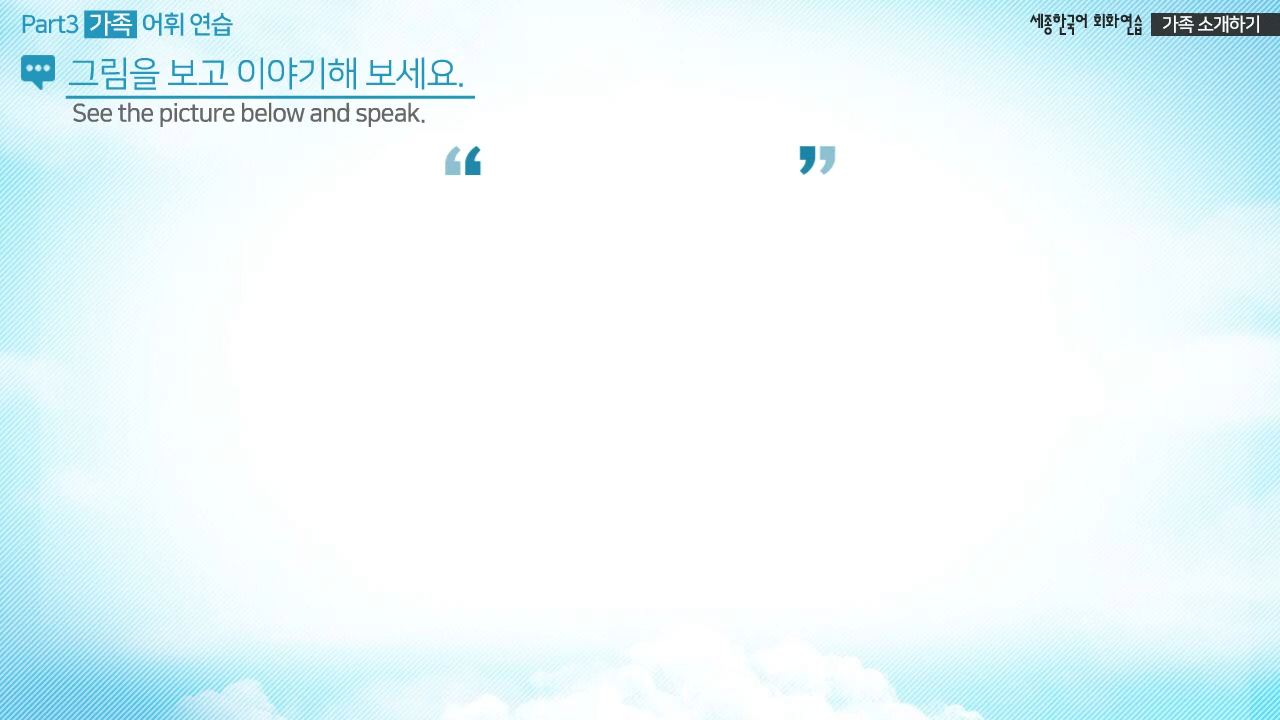 Part3 가족 어휘 연습
세종한국어 회화연습 가족 소개하기
그림을 보고 이야기해 보세요.
See the picture below and speak.
“ ”